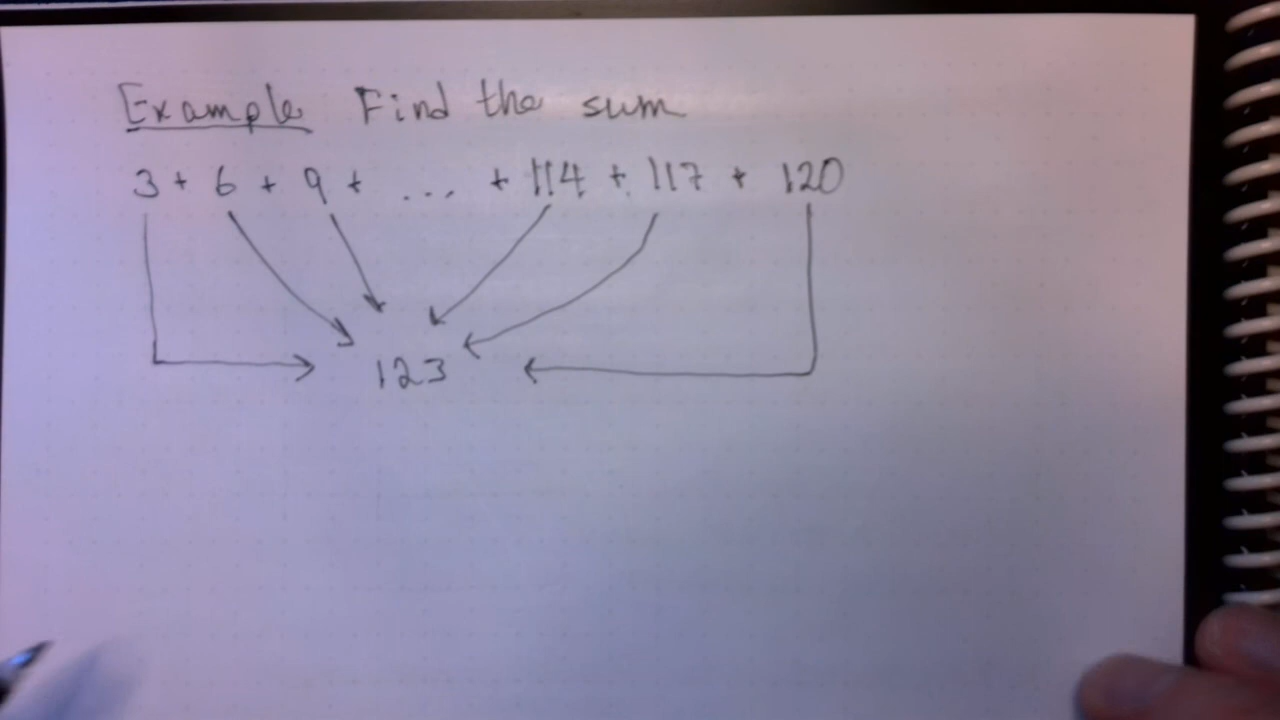 Example Find the sum
3 + 6 + 9 + ... + 114 + 117 + 120
123